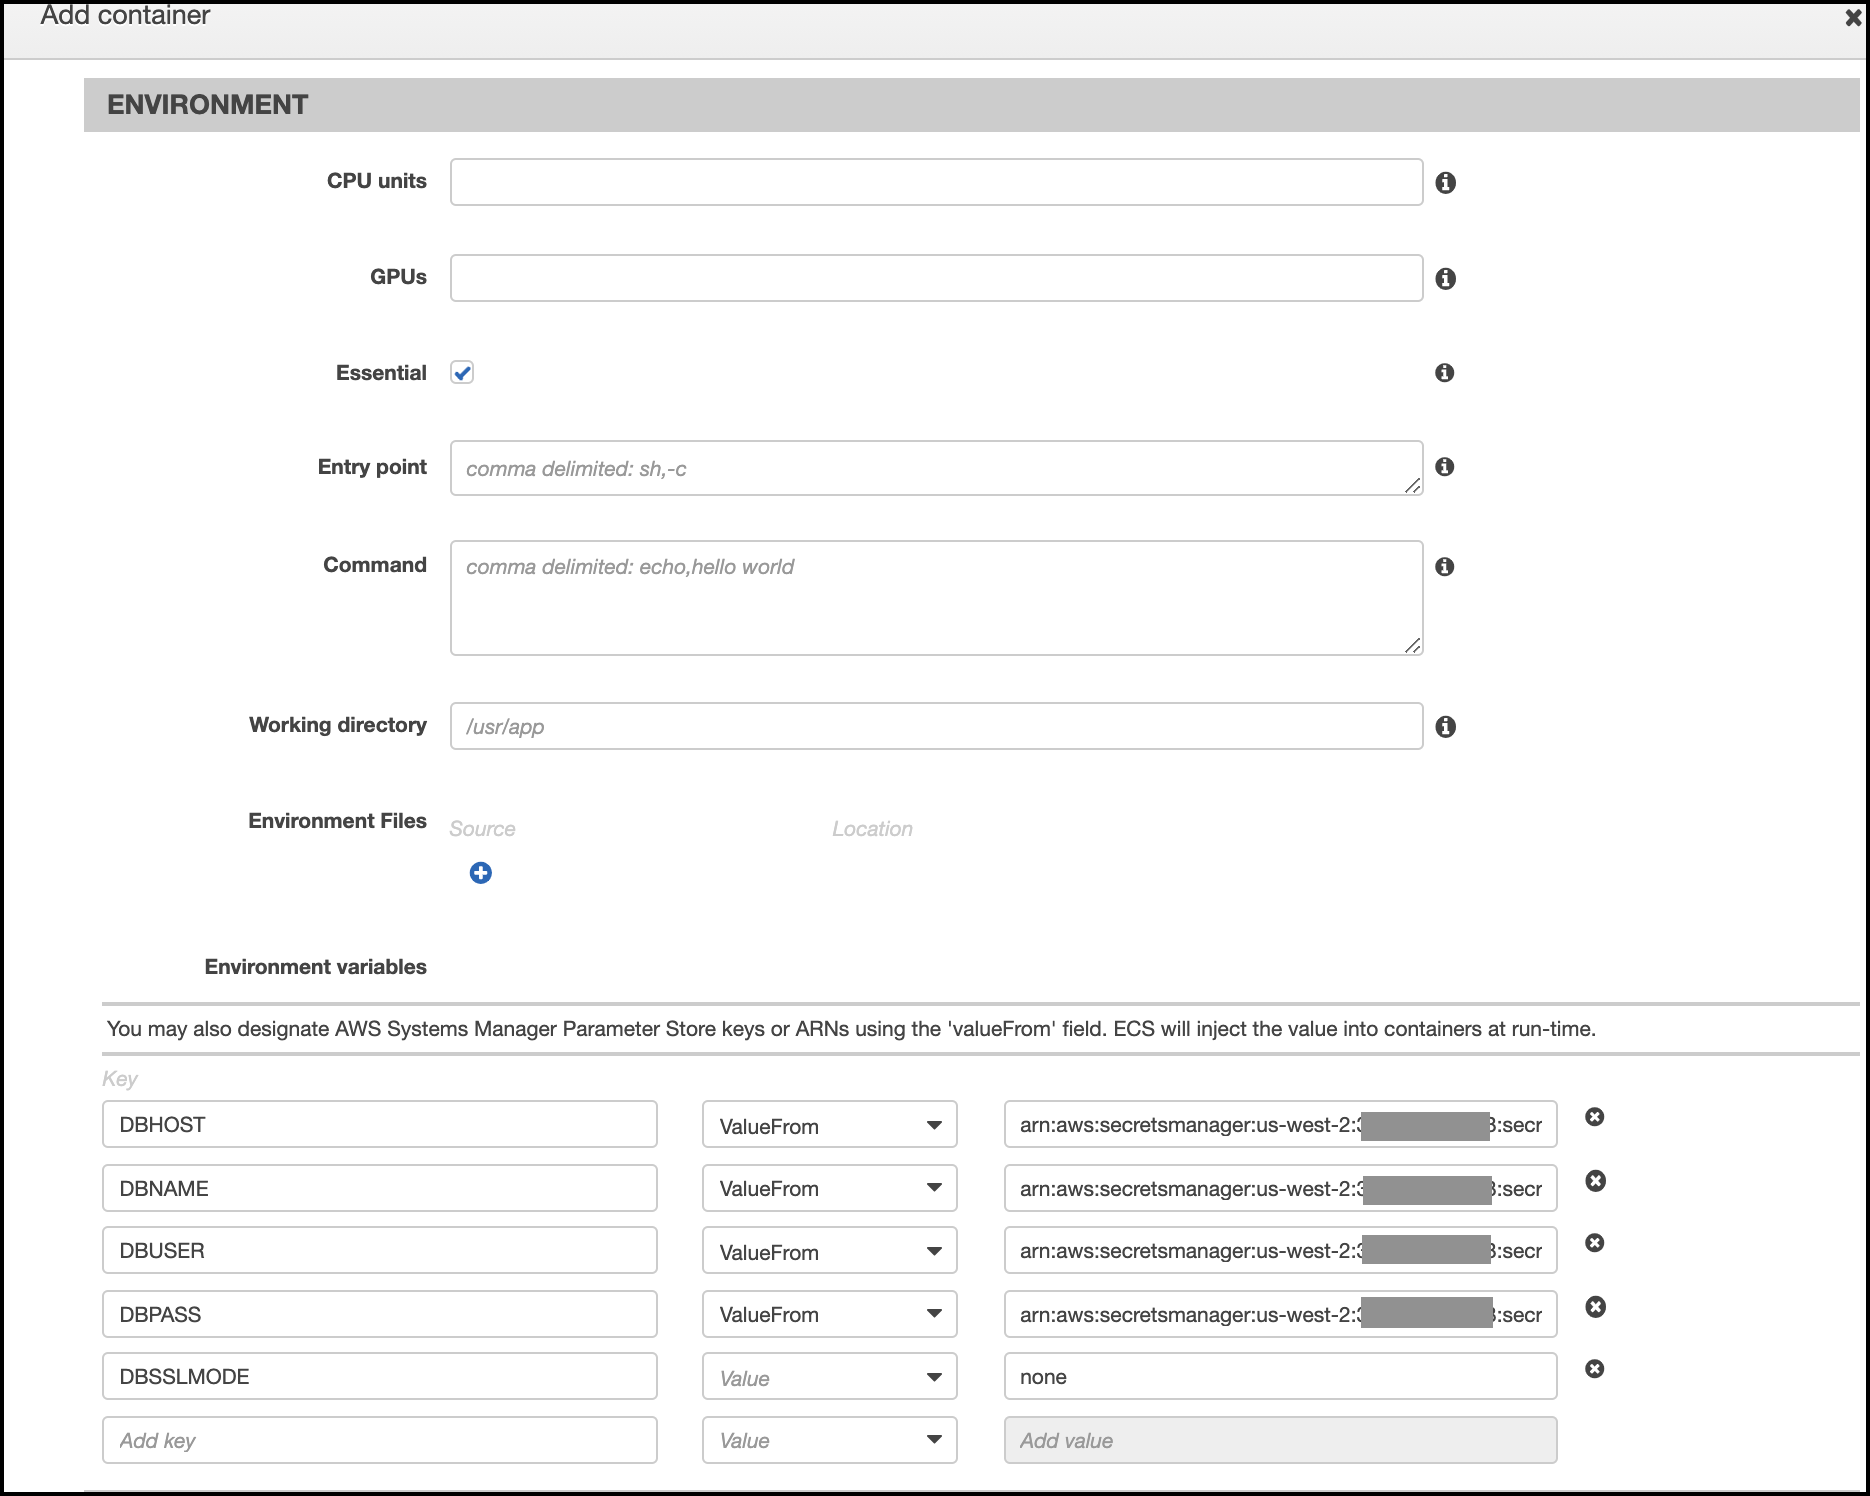 Add container
ENVIRONMENT
CPU units
GPUs
Essential
Entry point comma delimited: sh,-c
Command comma delimited: echo,hello world
Working directory /usr/app
Environment Files Source Location
Environment variables
You may also designate AWS Systems Manager Parameter Store keys or ARNs using the 'valueFrom' field. ECS will inject the value into containers at run-time.
Key
DBHOST ValueFrom arn:aws:secretsmanager:us-west-2: :secr
DBNAME ValueFrom arn:aws:secretsmanager:us-west-2:3 :secr
DBUSER ValueFrom arn:aws:secretsmanager:us-west-2: :secr
DBPASS ValueFrom arn:aws:secretsmanager:us-west-2: :secr
DBSSLMODE Value none
Add key Value Add value